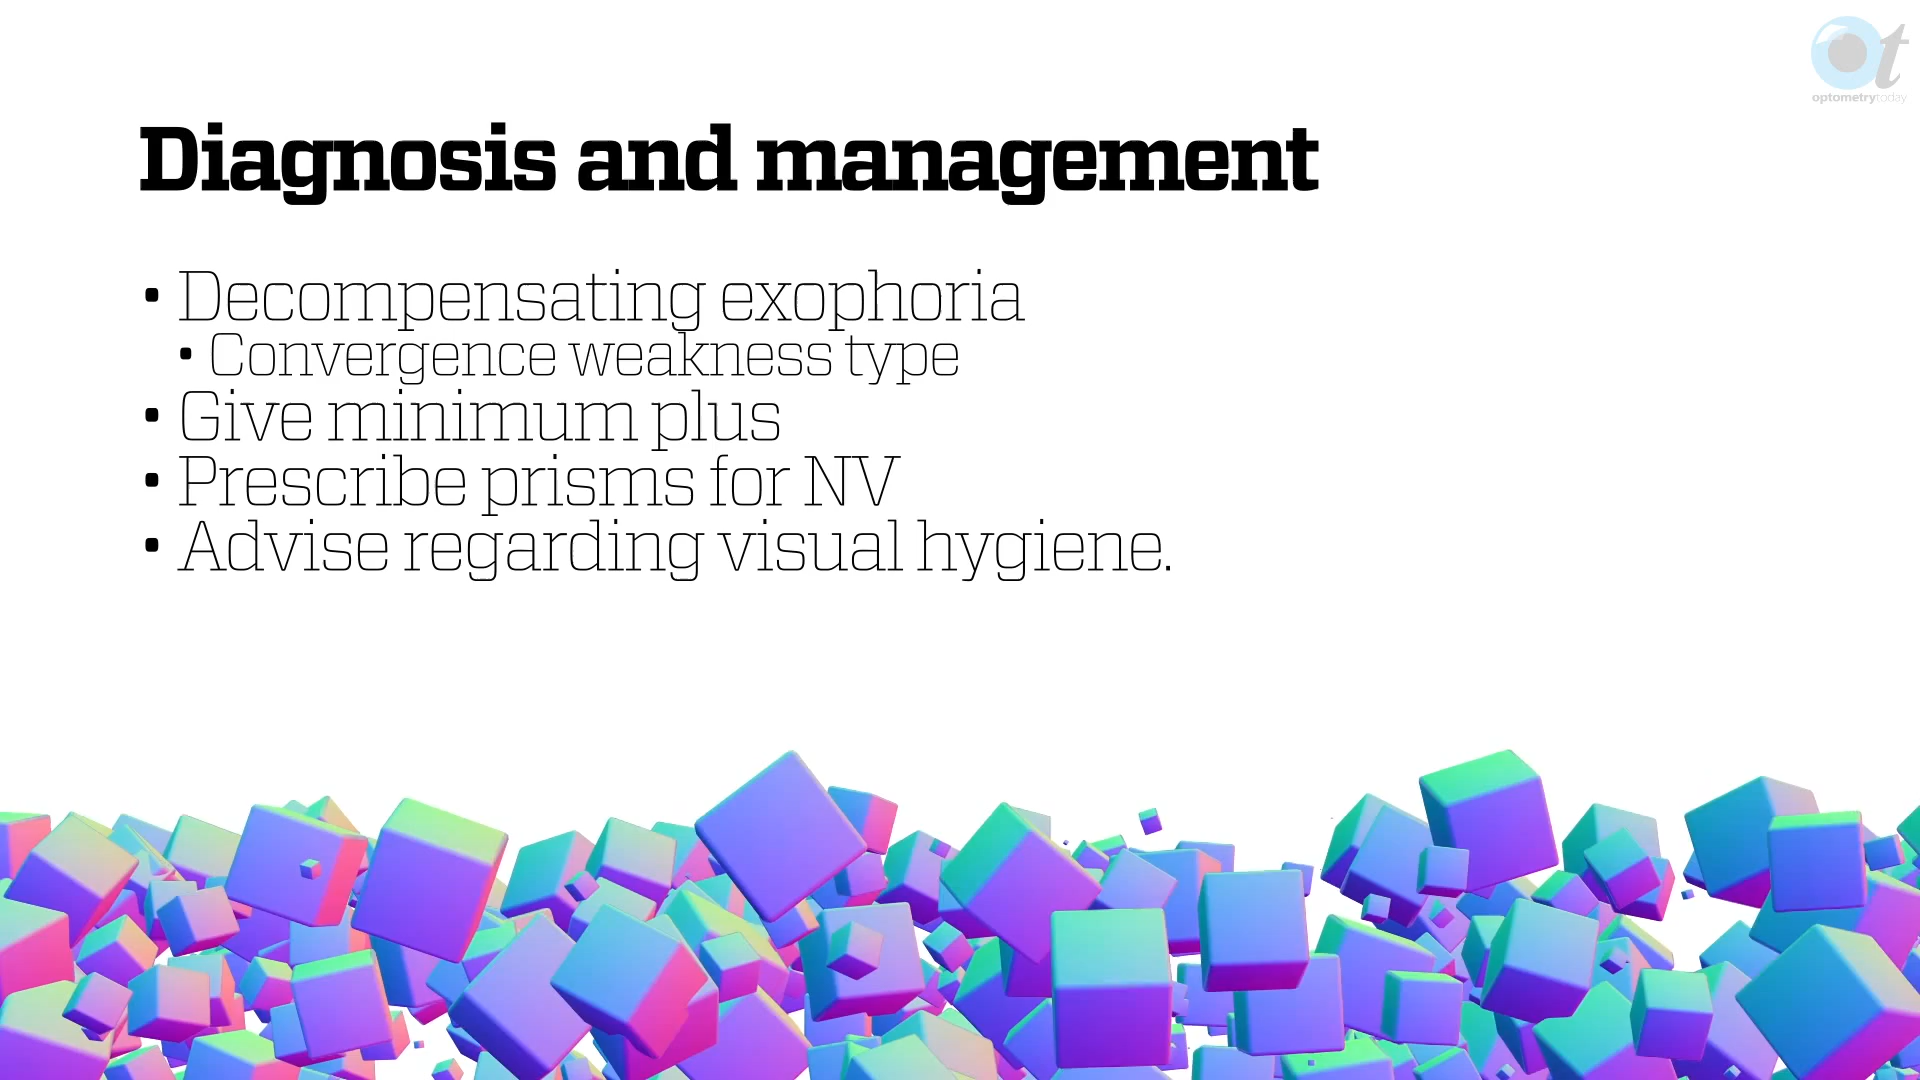 optometrytoday
Diagnosis and management
• Decompensating exophoria
• Convergence weakness type
• Give minimum plus
• Prescribe prisms for NV
• Advise regarding visual hygiene.